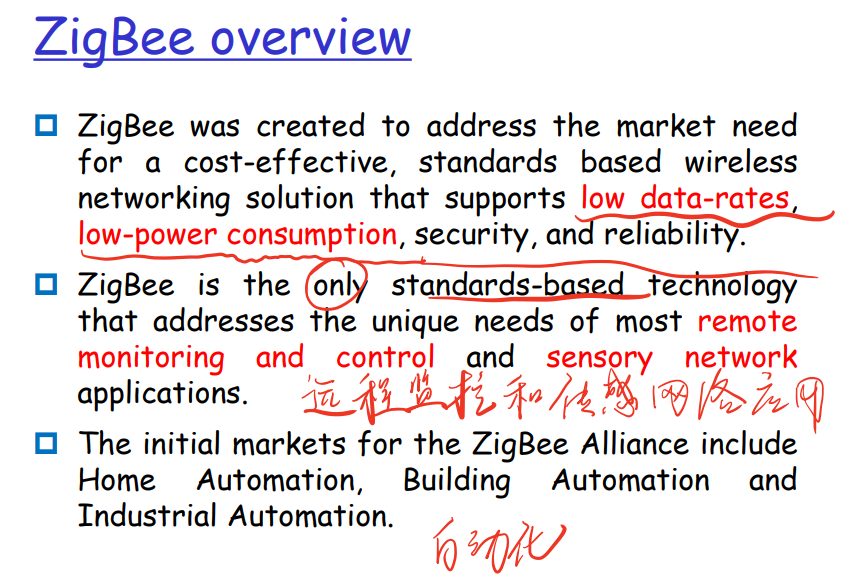 ZigBee overview
ZigBee was created to address the market need
for a cost-effective, standards based wireless
networking solution that supports low data-rates,
low-power consumption, security, and reliability.
ZigBee is the only standards-based technology
that addresses the unique needs of most remote
monitoring and control and sensory network
applications.
远程监控和传感网络应用
The initial markets for the ZigBee Alliance include
Home Automation, Building Automation and
Industrial Automation.
自动化